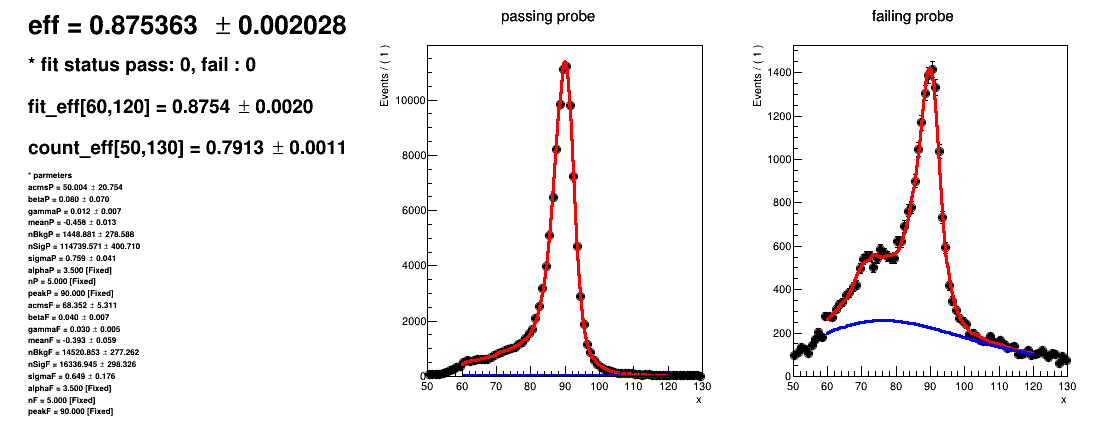 eff = 0.875363 ± 0.002028
* fit status pass: 0, fail : 0
fit_eff[60,120] = 0.8754 ± 0.0020
count_eff[50,130] = 0.7913 ± 0.0011
* parmeters
acmsP = 50.004 ± 20.754
betaP = 0.080 ± 0.070
gammaP = 0.012 ± 0.007
meanP = -0.458 ± 0.013
nBkgP = 1448.881 ± 278.588
nSigP = 114739.571 ± 400.710
sigmaP = 0.759 ± 0.041
alphaP = 3.500 [Fixed]
nP = 5.000 [Fixed]
peakP = 90.000 [Fixed]
acmsF = 68.352 ± 5.311
betaF = 0.040 ± 0.007
gammaF = 0.030 ± 0.005
meanF = -0.393 ± 0.059
nBkgF = 14520.853 ± 277.262
nSigF = 16336.945 ± 298.326
sigmaF = 0.649 ± 0.176
alphaF = 3.500 [Fixed]
nF = 5.000 [Fixed]
peakF = 90.000 [Fixed]
passing probe
Events / ( 1 )
10000
8000
6000
4000
2000
0
50 60 70 80 90 100 110 120 130
x
failing probe
Events / ( 1 )
1400
1200
1000
800
600
400
200
0
50 60 70 80 90 100 110 120 130
x